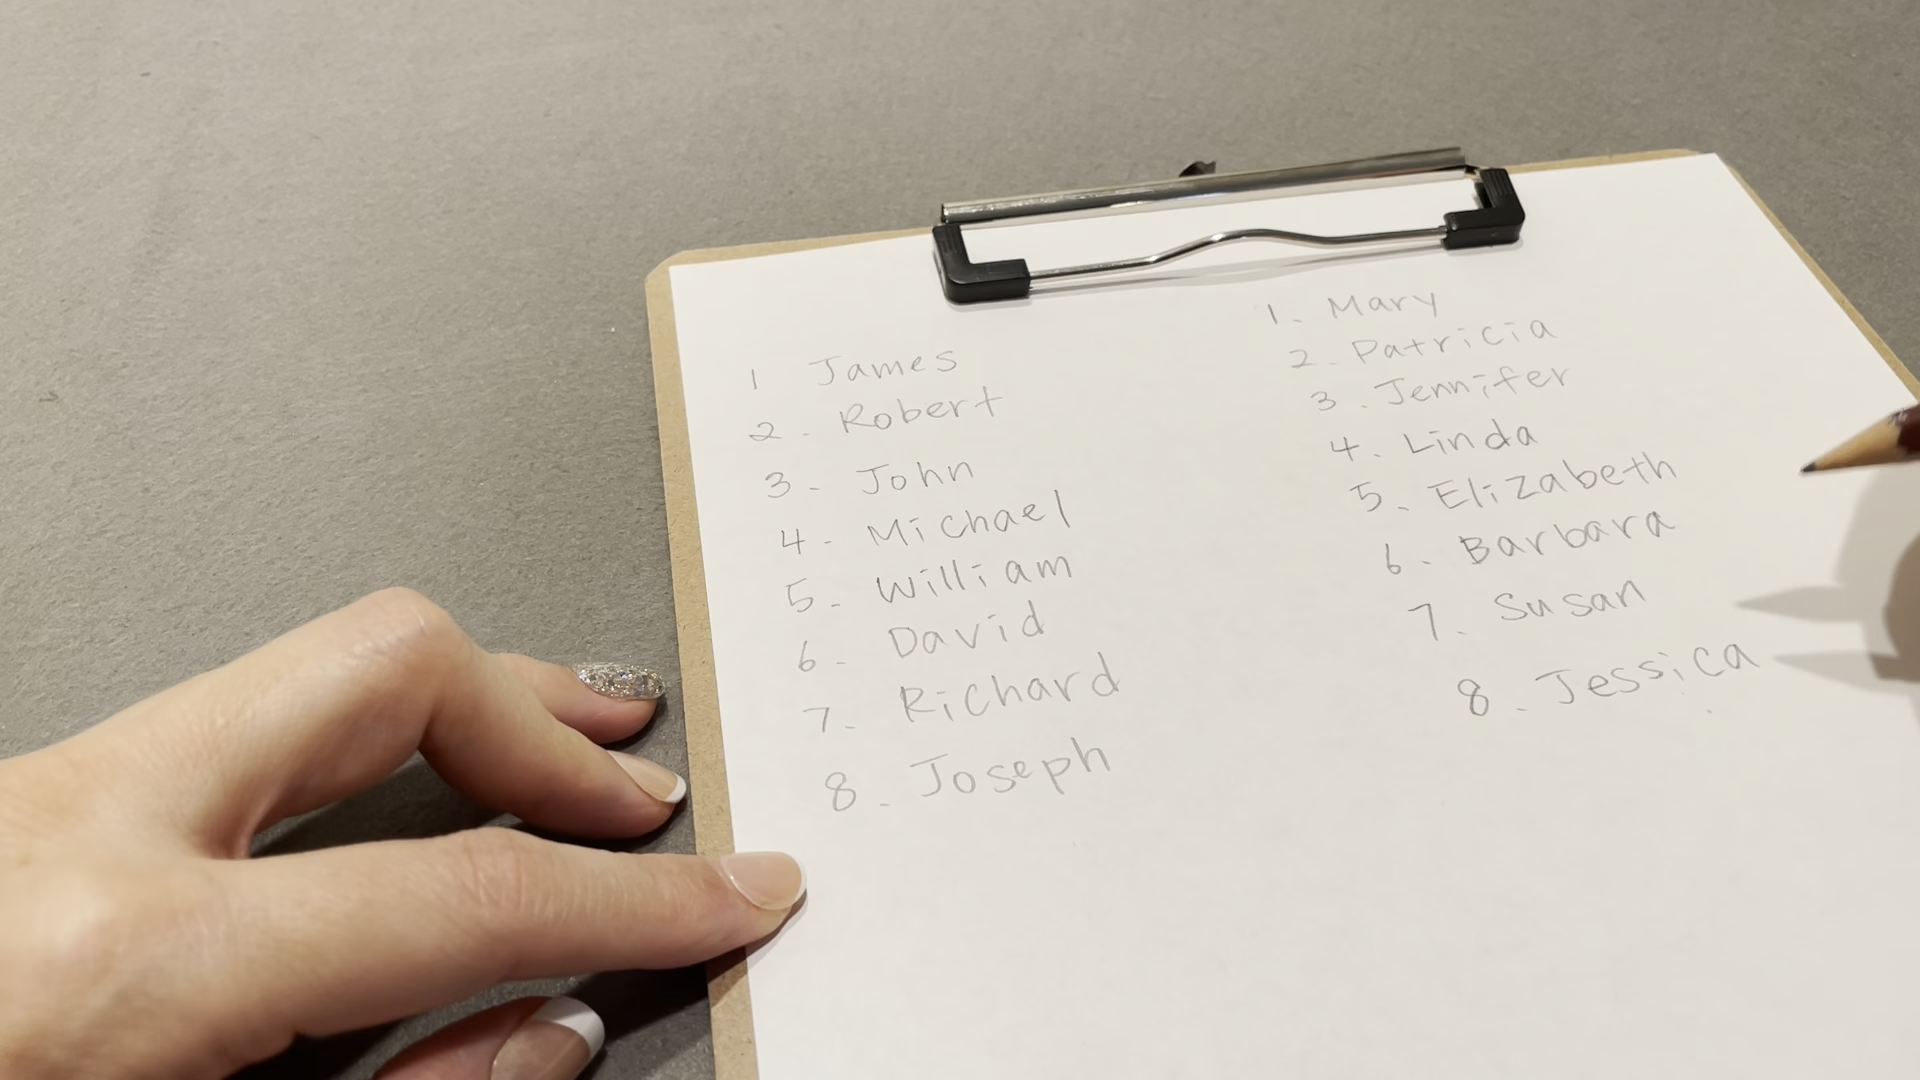 1 James
2. Robert
3. John
4. Michael
5. William
6. David
7. Richard
8. Joseph
1. Mary
2. Patricia
3. Jennifer
4. Linda
5. Elizabeth
6. Barbara
7. Susan
8. Jessica